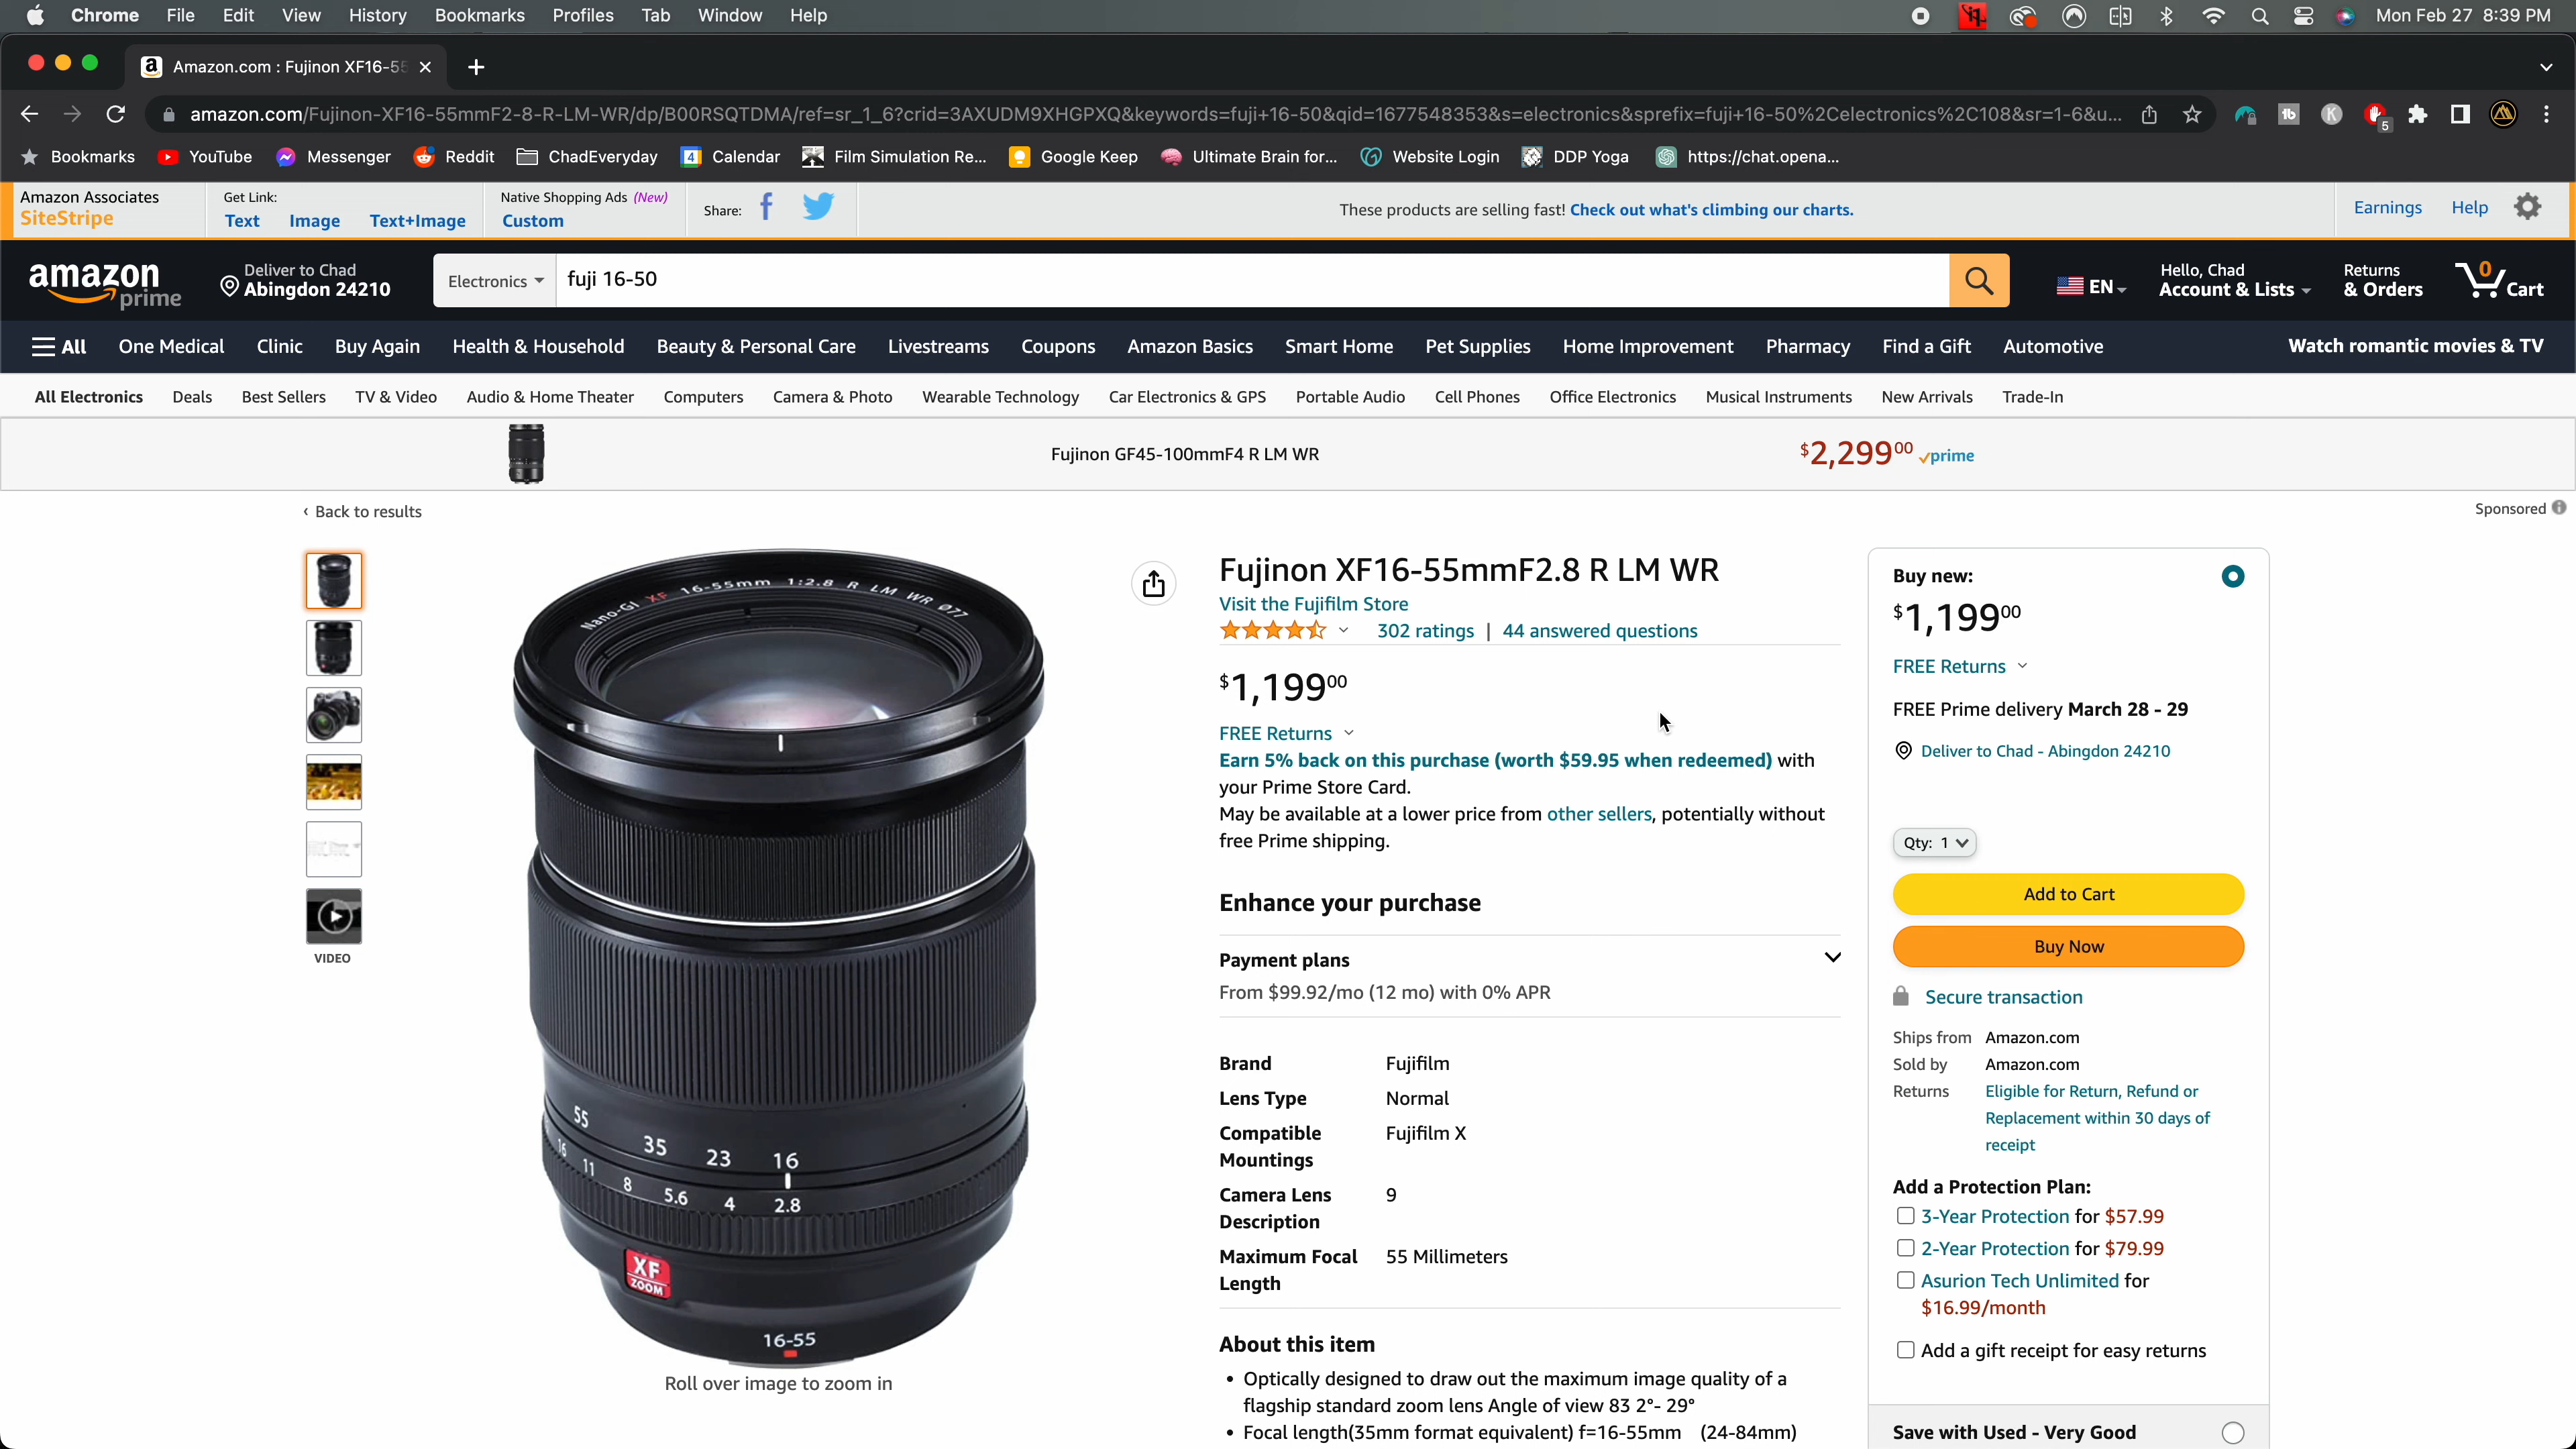 Chrome File Edit View History Bookmarks Profiles Tab Window Help Mon Feb 27 8:39 PM
Amazon.com : Fujinon XF16-55
amazon.com/Fujinon-XF16-55mmF2-8-R-LM-WR/dp/B00RSQTDMA/ref=sr_1_6?crid=3AXUDM9XHGPXQ&keywords=fuji+16-50&qid=1677548353&s=electronics&sprefix=fuji+16-50%2Celectronics%2C108&sr=1-6&u... 5
Bookmarks YouTube Messenger Reddit ChadEveryday 4 Calendar Film Simulation Re... Google Keep Ultimate Brain for... Website Login DDP Yoga https://chat.opena...
Amazon Associates Get Link: Native Shopping Ads (New)
SiteStripe Text Image Text+Image Custom Share: These products are selling fast! Check out what's climbing our charts. Earnings Help
amazon prime Deliver to Chad Abingdon 24210 Electronics fuji 16-50 EN Hello, Chad Account & Lists Returns & Orders 0 Cart
All One Medical Clinic Buy Again Health & Household Beauty & Personal Care Livestreams Coupons Amazon Basics Smart Home Pet Supplies Home Improvement Pharmacy Find a Gift Automotive Watch romantic movies & TV
All Electronics Deals Best Sellers TV & Video Audio & Home Theater Computers Camera & Photo Wearable Technology Car Electronics & GPS Portable Audio Cell Phones Office Electronics Musical Instruments New Arrivals Trade-In
Fujinon GF45-100mmF4 R LM WR $2,299.00 prime
‹ Back to results Sponsored
VIDEO
Nano-GI XF 16-55mm 1:2.8 R LM WR Ø77
55 35 23 16
16 11 8 5.6 4 2.8
XF
ZOOM
16-55
Roll over image to zoom in
Fujinon XF16-55mmF2.8 R LM WR
Visit the Fujifilm Store
302 ratings | 44 answered questions
$1,199.00
FREE Returns
Earn 5% back on this purchase (worth $59.95 when redeemed) with
your Prime Store Card.
May be available at a lower price from other sellers, potentially without
free Prime shipping.
Enhance your purchase
Payment plans
From $99.92/mo (12 mo) with 0% APR
Brand Fujifilm
Lens Type Normal
Compatible Mountings Fujifilm X
Camera Lens Description 9
Maximum Focal Length 55 Millimeters
About this item
• Optically designed to draw out the maximum image quality of a
flagship standard zoom lens Angle of view 83 2°- 29°
• Focal length(35mm format equivalent) f=16-55mm (24-84mm)
Buy new:
$1,199.00
FREE Returns
FREE Prime delivery March 28 - 29
Deliver to Chad - Abingdon 24210
Qty: 1
Add to Cart
Buy Now
Secure transaction
Ships from Amazon.com
Sold by Amazon.com
Returns Eligible for Return, Refund or
Replacement within 30 days of
receipt
Add a Protection Plan:
3-Year Protection for $57.99
2-Year Protection for $79.99
Asurion Tech Unlimited for
$16.99/month
Add a gift receipt for easy returns
Save with Used - Very Good